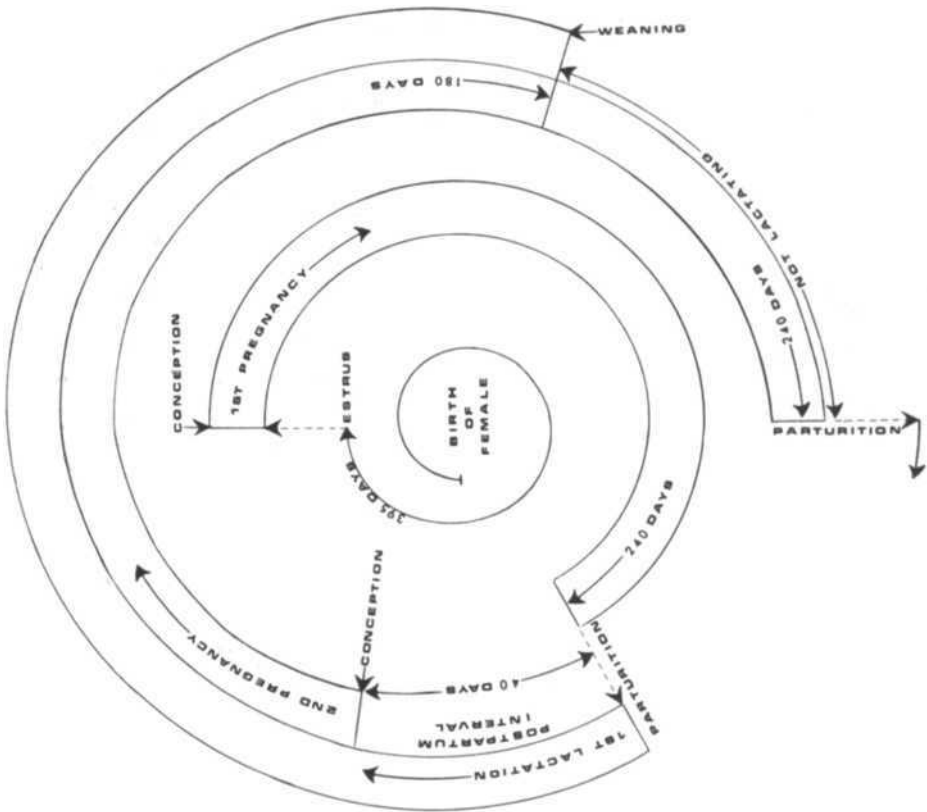 WEANING
180 DAYS
NOT LACTATING
240 DAYS
PARTURITION
CONCEPTION
1ST PREGNANCY
ESTRUS
BIRTH
OF
FEMALE
395 DAYS
240 DAYS
PARTURITION
CONCEPTION
40 DAYS
POSTPARTUM
INTERVAL
2ND PREGNANCY
1ST LACTATION